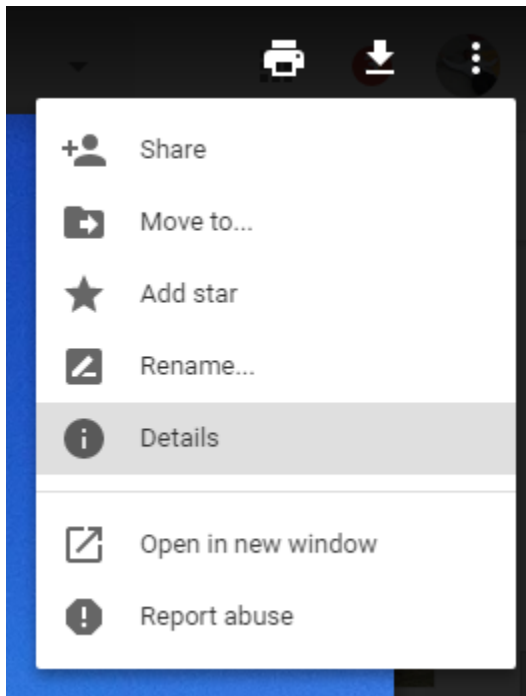 Share
Move to...
Add star
Rename...
Details
Open in new window
Report abuse